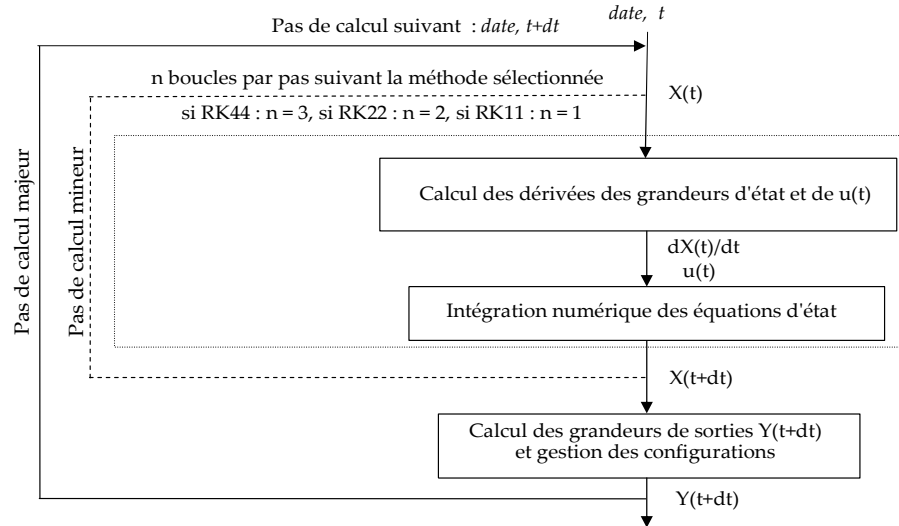 date, t
Pas de calcul suivant : date, t+dt
n boucles par pas suivant la méthode sélectionnée
X(t)
si RK44 : n = 3, si RK22 : n = 2, si RK11 : n = 1
Pas de calcul majeur
Pas de calcul mineur
Calcul des dérivées des grandeurs d'état et de u(t)
dX(t)/dt
u(t)
Intégration numérique des équations d'état
X(t+dt)
Calcul des grandeurs de sorties Y(t+dt)
et gestion des configurations
Y(t+dt)